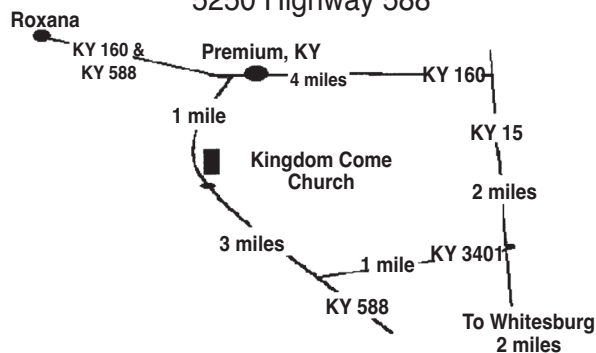 5250 Highway 588
Roxana
KY 160 &
KY 588
Premium, KY
4 miles
KY 160
1 mile
KY 15
Kingdom Come
Church
2 miles
3 miles
1 mile
KY 3401
KY 588
To Whitesburg
2 miles